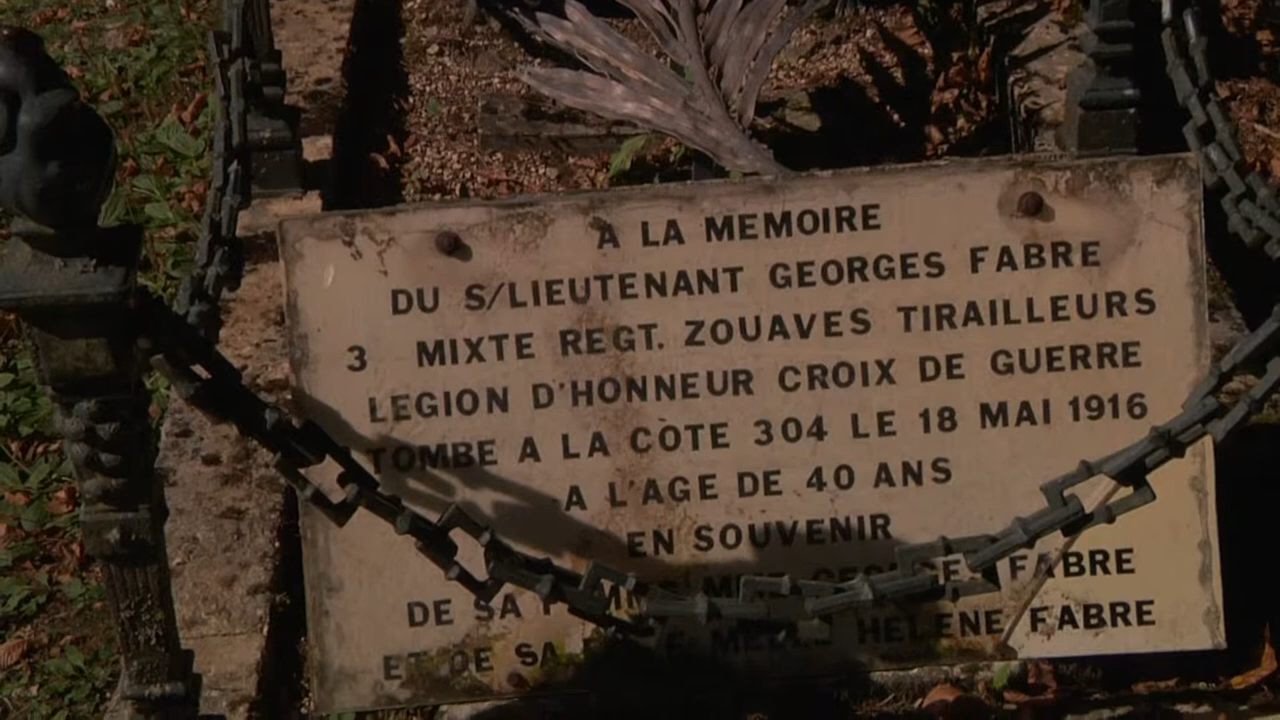 A LA MEMOIRE
DU S/LIEUTENANT GEORGES FABRE
3 MIXTE REGT. ZOUAVES TIRAILLEURS
LEGION D'HONNEUR CROIX DE GUERRE
TOMBE A LA COTE 304 LE 18 MAI 1916
A L'AGE DE 40 ANS
EN SOUVENIR
DE SA FABRE
ET DE SA HELENE FABRE